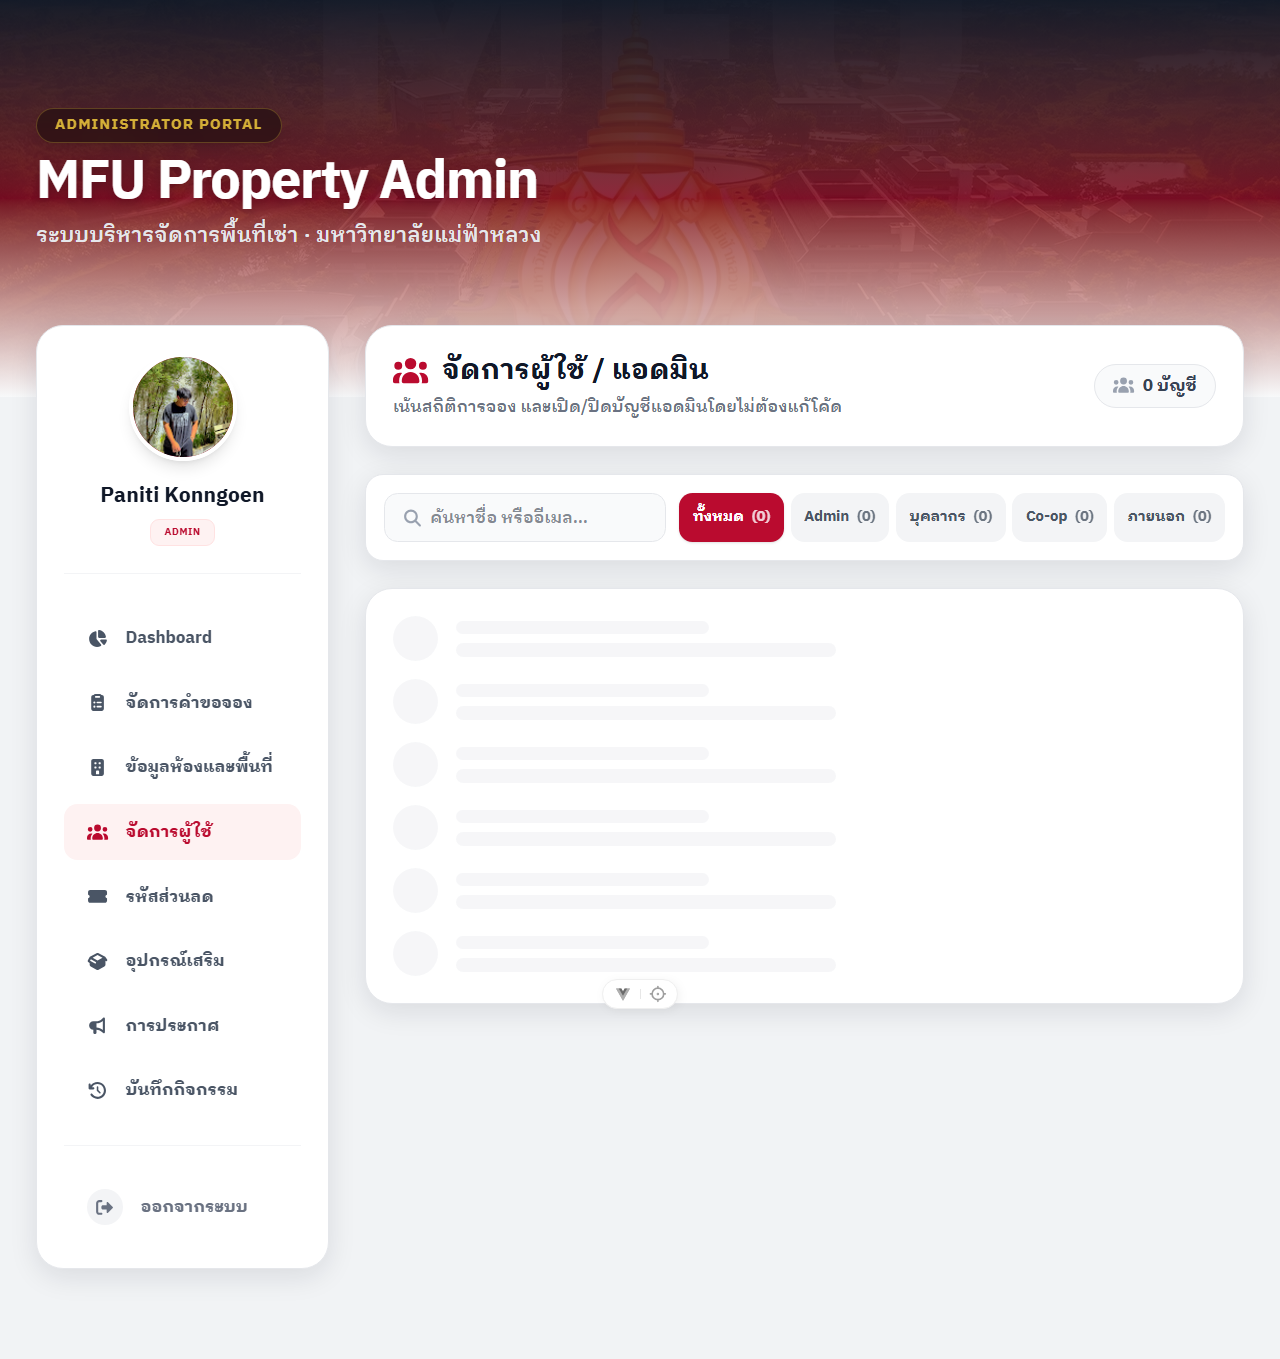 ADMINISTRATOR PORTAL
MFU Property Admin
ระบบบริหารจัดการพื้นที่เช่า · มหาวิทยาลัยแม่ฟ้าหลวง
Paniti Konngoen
ADMIN
Dashboard
จัดการคำขอจอง
ข้อมูลห้องและพื้นที่
จัดการผู้ใช้
รหัสส่วนลด
อุปกรณ์เสริม
การประกาศ
บันทึกกิจกรรม
ออกจากระบบ
จัดการผู้ใช้ / แอดมิน
เน้นสถิติการจอง และเปิด/ปิดบัญชีแอดมินโดยไม่ต้องแก้โค้ด
0 บัญชี
ค้นหาชื่อ หรืออีเมล...
ทั้งหมด (0)
Admin (0)
บุคลากร (0)
Co-op (0)
ภายนอก (0)